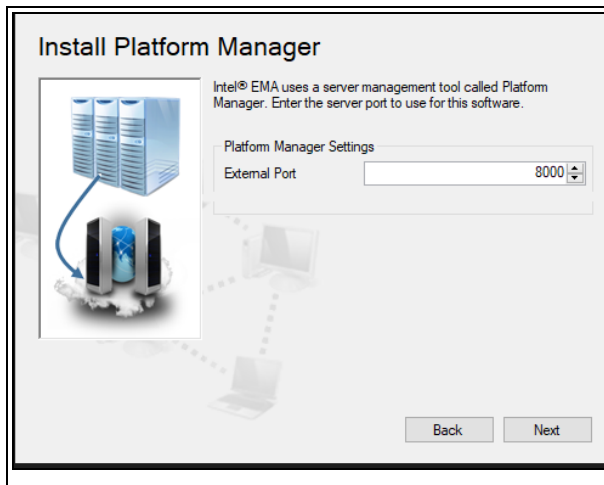 Install Platform Manager
Intel® EMA uses a server management tool called Platform
Manager. Enter the server port to use for this software.
Platform Manager Settings
External Port
8000
Back
Next